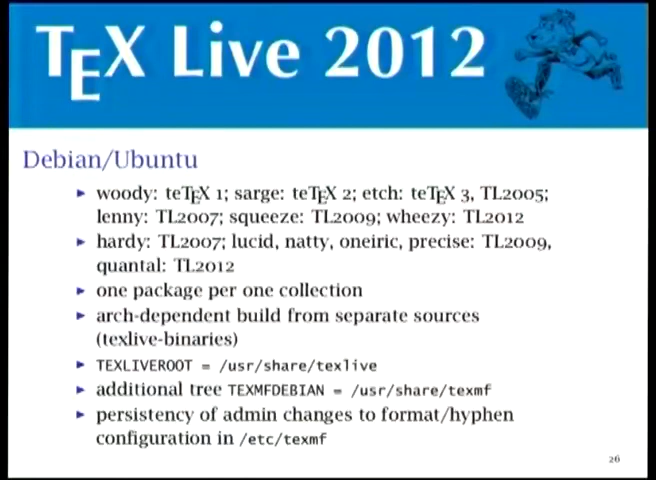 TEX Live 2012
Debian/Ubuntu
▸ woody: teTEX 1; sarge: teTEX 2; etch: teTEX 3, TL2005;
lenny: TL2007; squeeze: TL2009; wheezy: TL2012
▸ hardy: TL2007; lucid, natty, oneiric, precise: TL2009,
quantal: TL2012
▸ one package per one collection
▸ arch-dependent build from separate sources
(texlive-binaries)
▸ TEXLIVEROOT = /usr/share/texlive
▸ additional tree TEXMFDEBIAN = /usr/share/texmf
▸ persistency of admin changes to format/hyphen
configuration in /etc/texmf
26